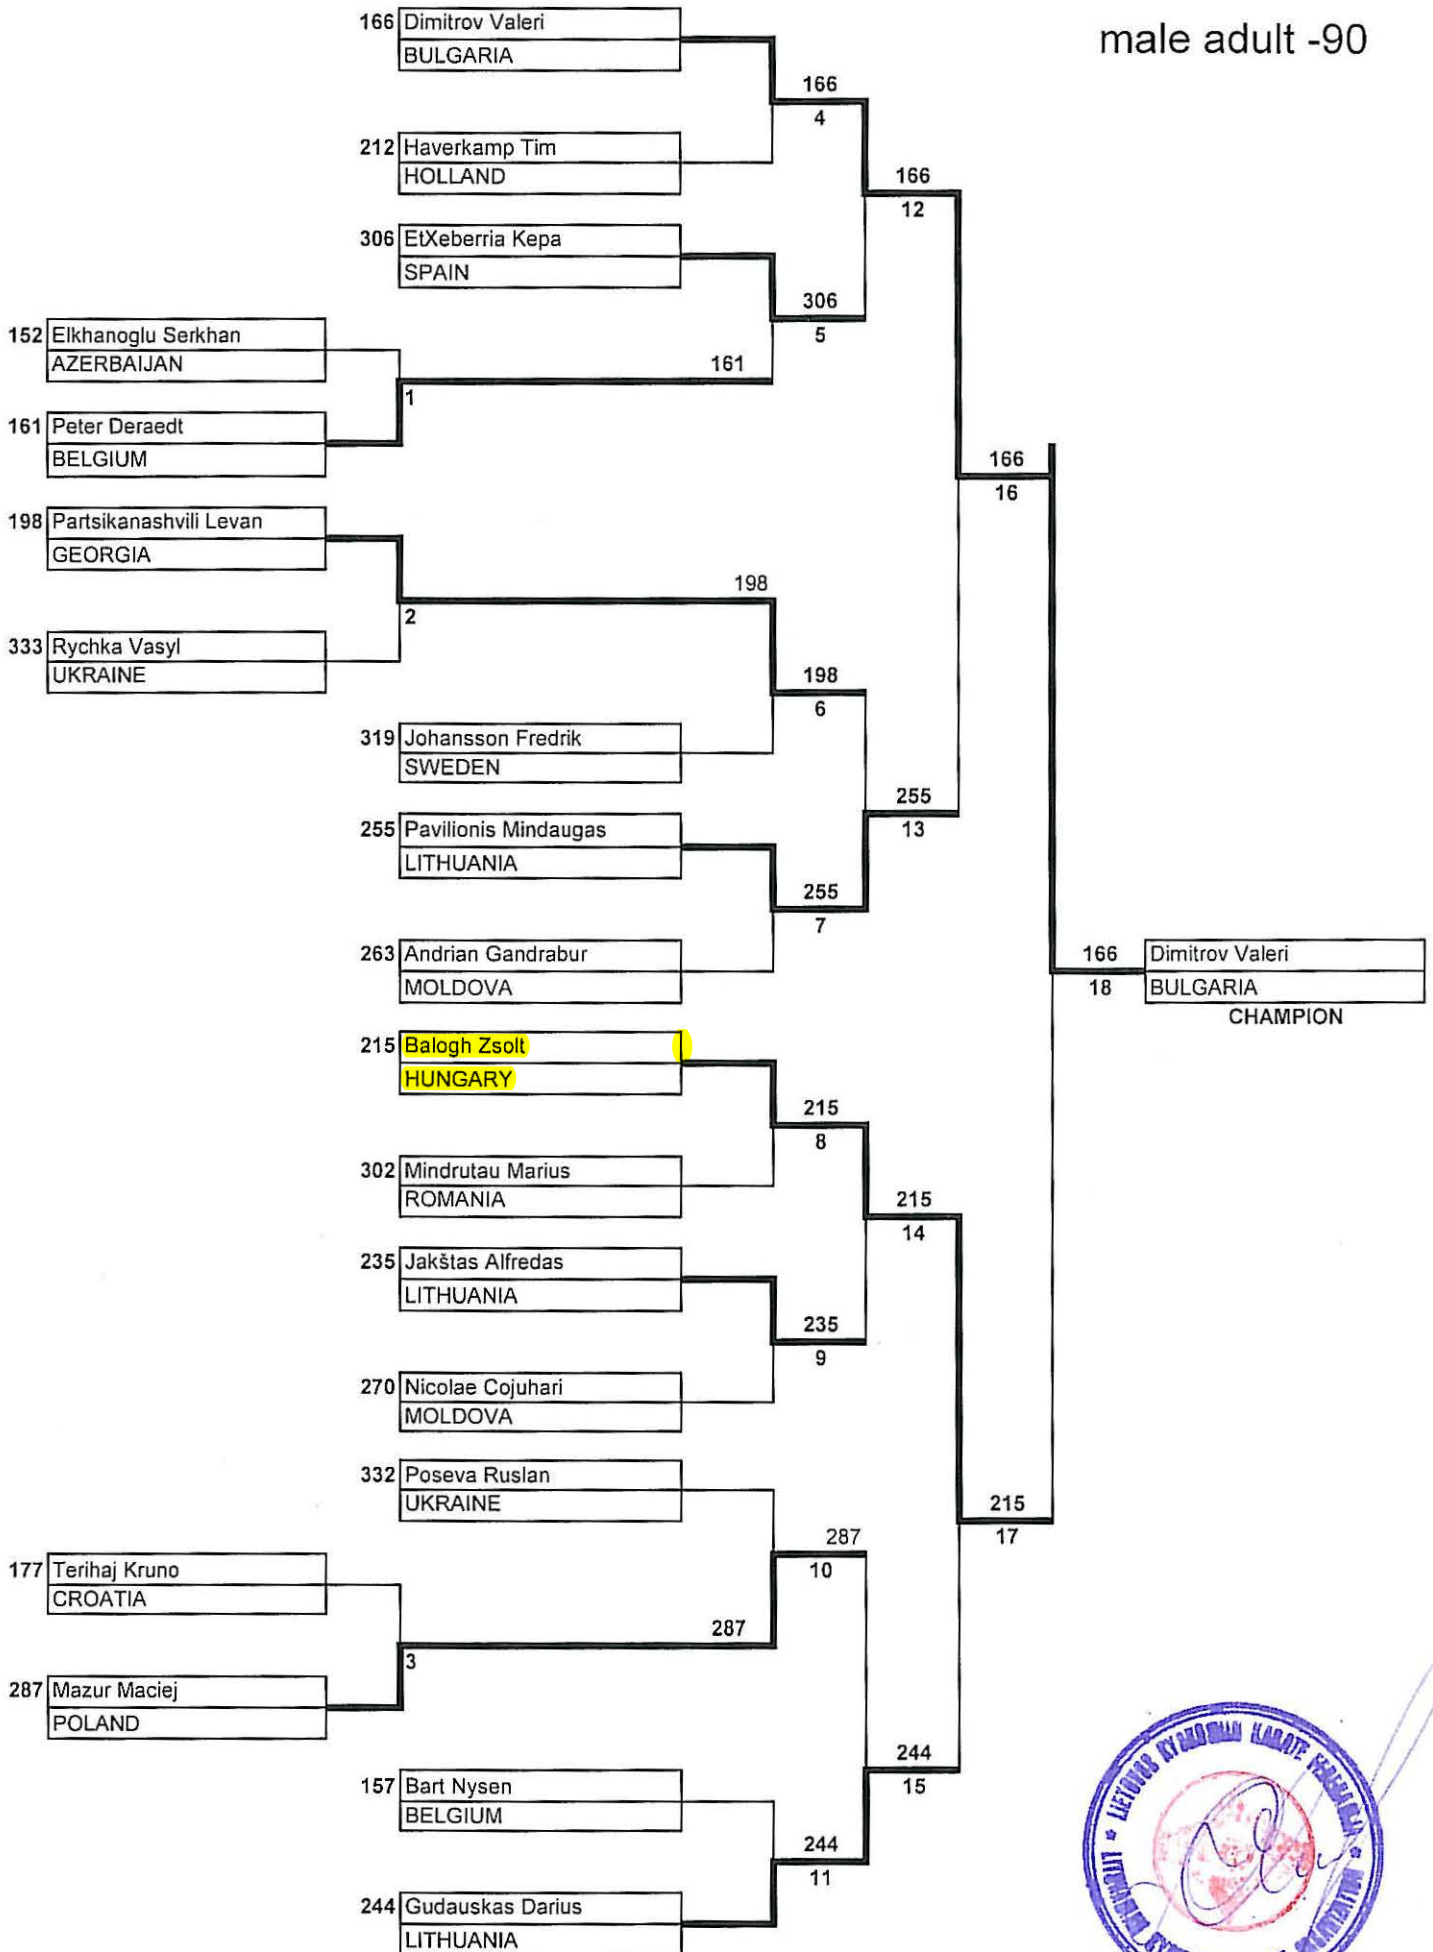 male adult -90
166 Dimitrov Valeri
BULGARIA
166
4
212 Haverkamp Tim
HOLLAND
166
12
306 EtXeberria Kepa
SPAIN
306
5
152 Elkhanoglu Serkhan
AZERBAIJAN
161
1
161 Peter Deraedt
BELGIUM
166
16
198 Partsikanashvili Levan
GEORGIA
198
2
333 Rychka Vasyl
UKRAINE
198
6
319 Johansson Fredrik
SWEDEN
255
13
255 Pavilionis Mindaugas
LITHUANIA
255
7
263 Andrian Gandrabur
MOLDOVA
166 Dimitrov Valeri
18 BULGARIA
CHAMPION
215 Balogh Zsolt
HUNGARY
215
8
302 Mindrutau Marius
ROMANIA
215
14
235 Jakštas Alfredas
LITHUANIA
235
9
270 Nicolae Cojuhari
MOLDOVA
332 Poseva Ruslan
UKRAINE
215
17
287
10
177 Terihaj Kruno
CROATIA
287
3
287 Mazur Maciej
POLAND
244
15
157 Bart Nysen
BELGIUM
244
11
244 Gudauskas Darius
LITHUANIA
LIETUVOS KYOKUSHIN KARATE